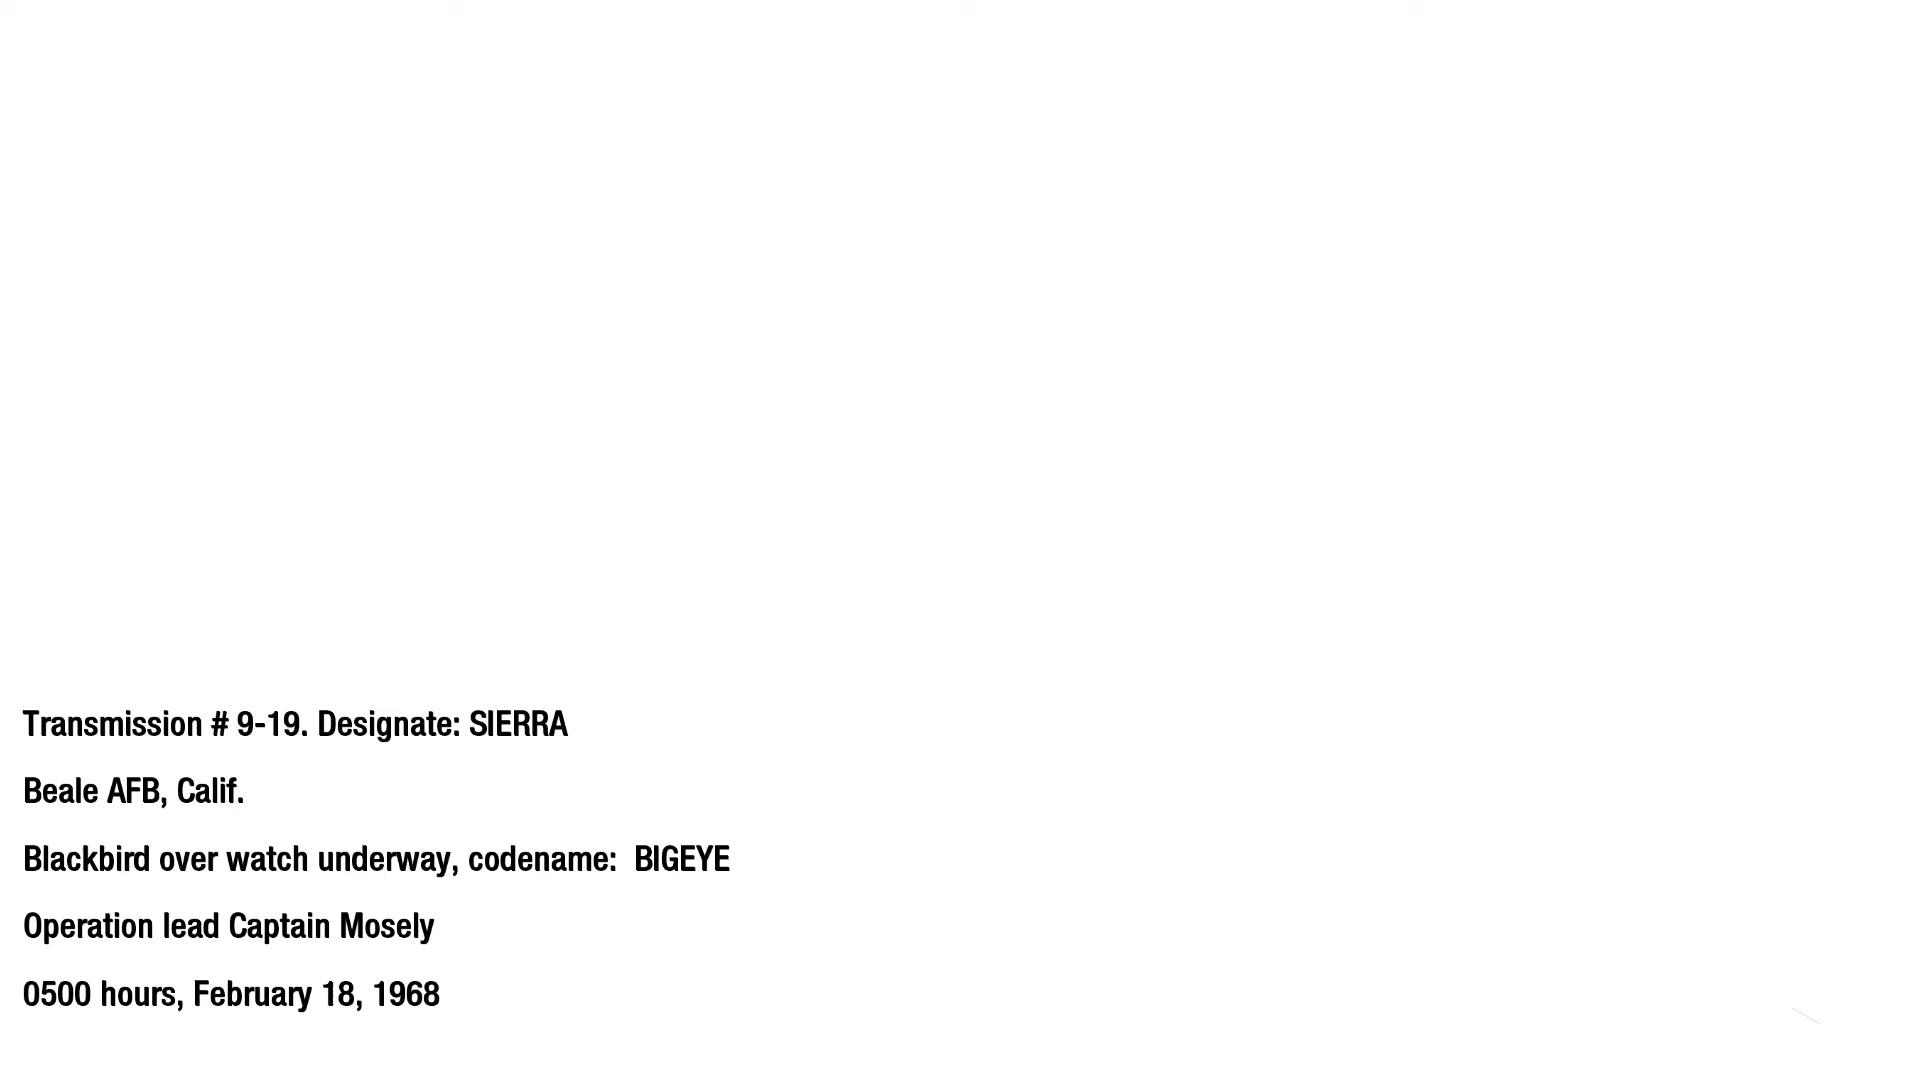 Transmission # 9-19. Designate: SIERRA
Beale AFB, Calif.
Blackbird over watch underway, codename:  BIGEYE
Operation lead Captain Mosely
0500 hours, February 18, 1968